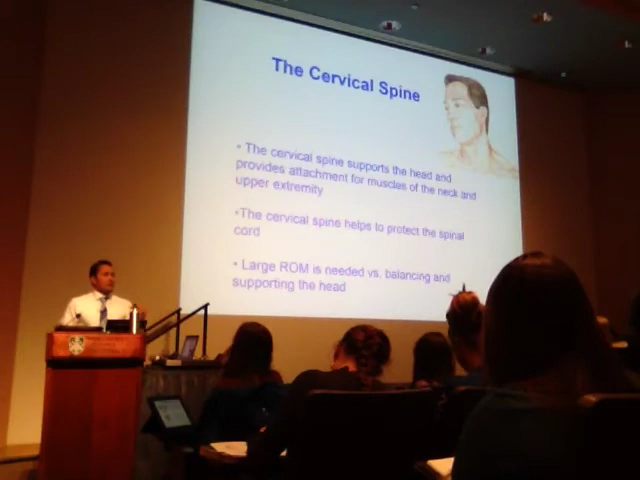 The Cervical Spine
• The cervical spine supports the head and
provides attachment for muscles of the neck and
upper extremity
•The cervical spine helps to protect the spinal
cord
• Large ROM is needed vs. balancing and
supporting the head